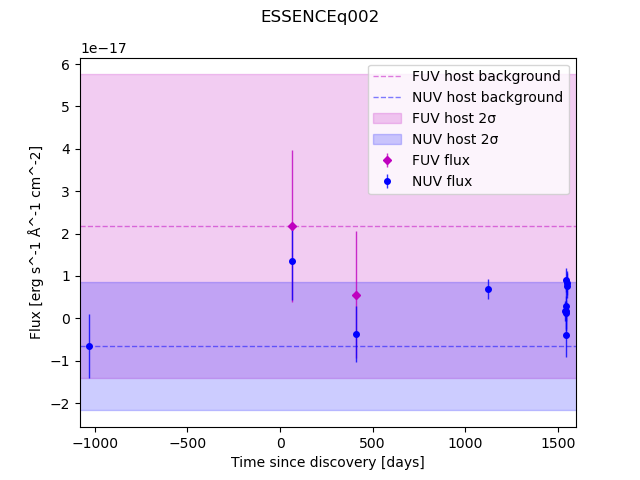 ESSENCEq002
1e−17
FUV host background
NUV host background
FUV host 2σ
NUV host 2σ
FUV flux
NUV flux
6
5
4
3
2
1
0
−1
−2
Flux [erg s^-1 Å^-1 cm^-2]
−1000 −500 0 500 1000 1500
Time since discovery [days]